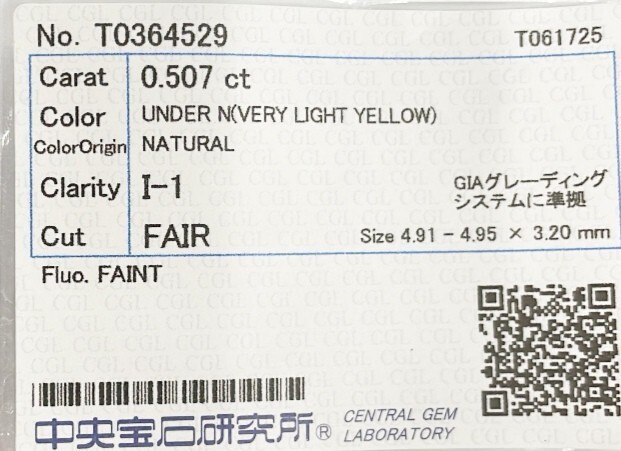 No. T0364529
T061725
Carat 0.507 ct
Color UNDER N(VERY LIGHT YELLOW)
ColorOrigin NATURAL
Clarity I-1
GIAグレーディング
システムに準拠
Cut FAIR
Size 4.91 - 4.95 × 3.20 mm
Fluo. FAINT
中央宝石研究所® CENTRAL GEM
LABORATORY